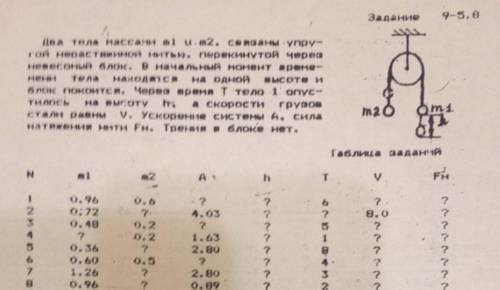 Задание 9-5.8
Два тела массами m1 и m2, связаны упру-
гой нерастяжимой нитью, перекинутой через
невесомый блок. В начальный момент време-
мени тела находятся на одной высоте и
блок покоится. Через время T тело 1 опус-
тилось на высоту h, а скорости грузов
стали равны V. Ускорение системы A, сила
натяжения нити Fн. Трения в блоке нет.
m2 m1 h
Таблица заданий
N m1 m2 A h T V Fн
1 0.96 0.6 ? ? 6 ? ?
2 0.72 ? 4.03 ? ? 8.0 ?
3 0.48 0.2 ? ? 5 ? ?
4 ? 0.2 1.63 ? 1 ? ?
5 0.36 ? 2.80 ? 8 ? ?
6 0.60 0.5 ? ? 4 ? ?
7 1.26 ? 2.80 ? 3 ? ?
8 0.96 ? 0.89 ? 2 ? ?